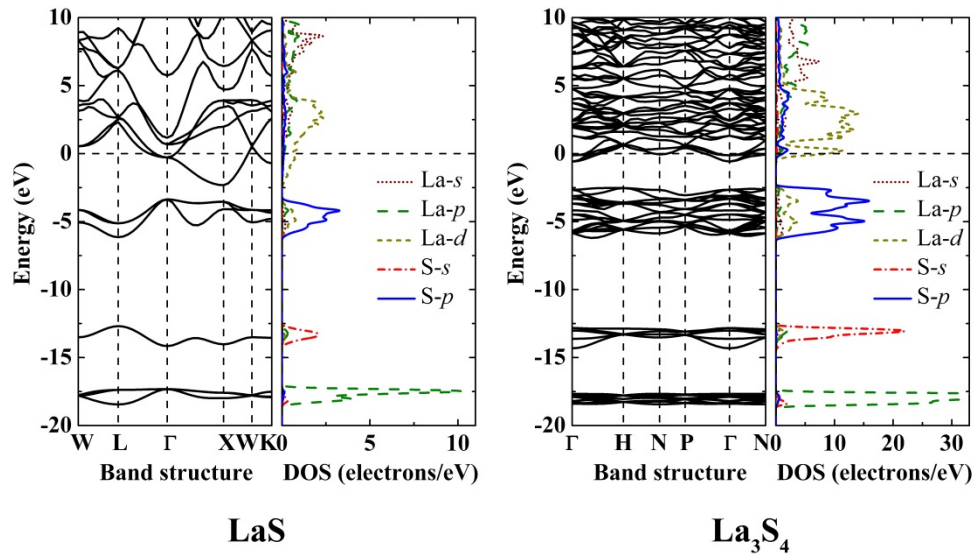 10
5
0
-5
-10
-15
-20
Energy (eV)
W L Γ X W K
Band structure
0 5 10
DOS (electrons/eV)
La-s
La-p
La-d
S-s
S-p
LaS
10
5
0
-5
-10
-15
-20
Energy (eV)
Γ H N P Γ N
Band structure
0 10 20 30
DOS (electrons/eV)
La-s
La-p
La-d
S-s
S-p
La₃S₄